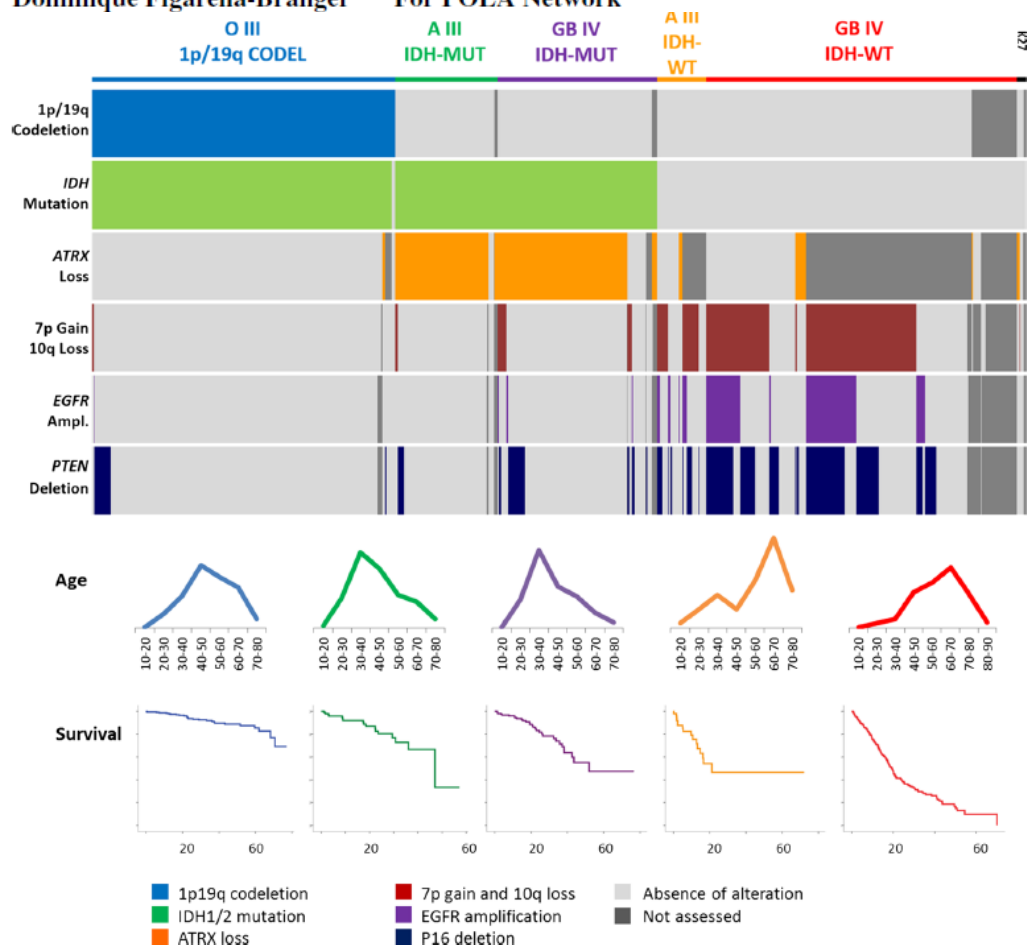 Dominique Figarella-Branger For POLA Network
O III
1p/19q CODEL
A III
IDH-MUT
GB IV
IDH-MUT
A III
IDH-
WT
GB IV
IDH-WT
K27
1p/19q
Codeletion
IDH
Mutation
ATRX
Loss
7p Gain
10q Loss
EGFR
Ampl.
PTEN
Deletion
Age
10-20 20-30 30-40 40-50 50-60 60-70 70-80
10-20 20-30 30-40 40-50 50-60 60-70 70-80
10-20 20-30 30-40 40-50 50-60 60-70 70-80
10-20 20-30 30-40 40-50 50-60 60-70 70-80
10-20 20-30 30-40 40-50 50-60 60-70 70-80 80-90
Survival
20 60
20 60
20 60
20 60
20 60
1p19q codeletion
IDH1/2 mutation
ATRX loss
7p gain and 10q loss
EGFR amplification
P16 deletion
Absence of alteration
Not assessed